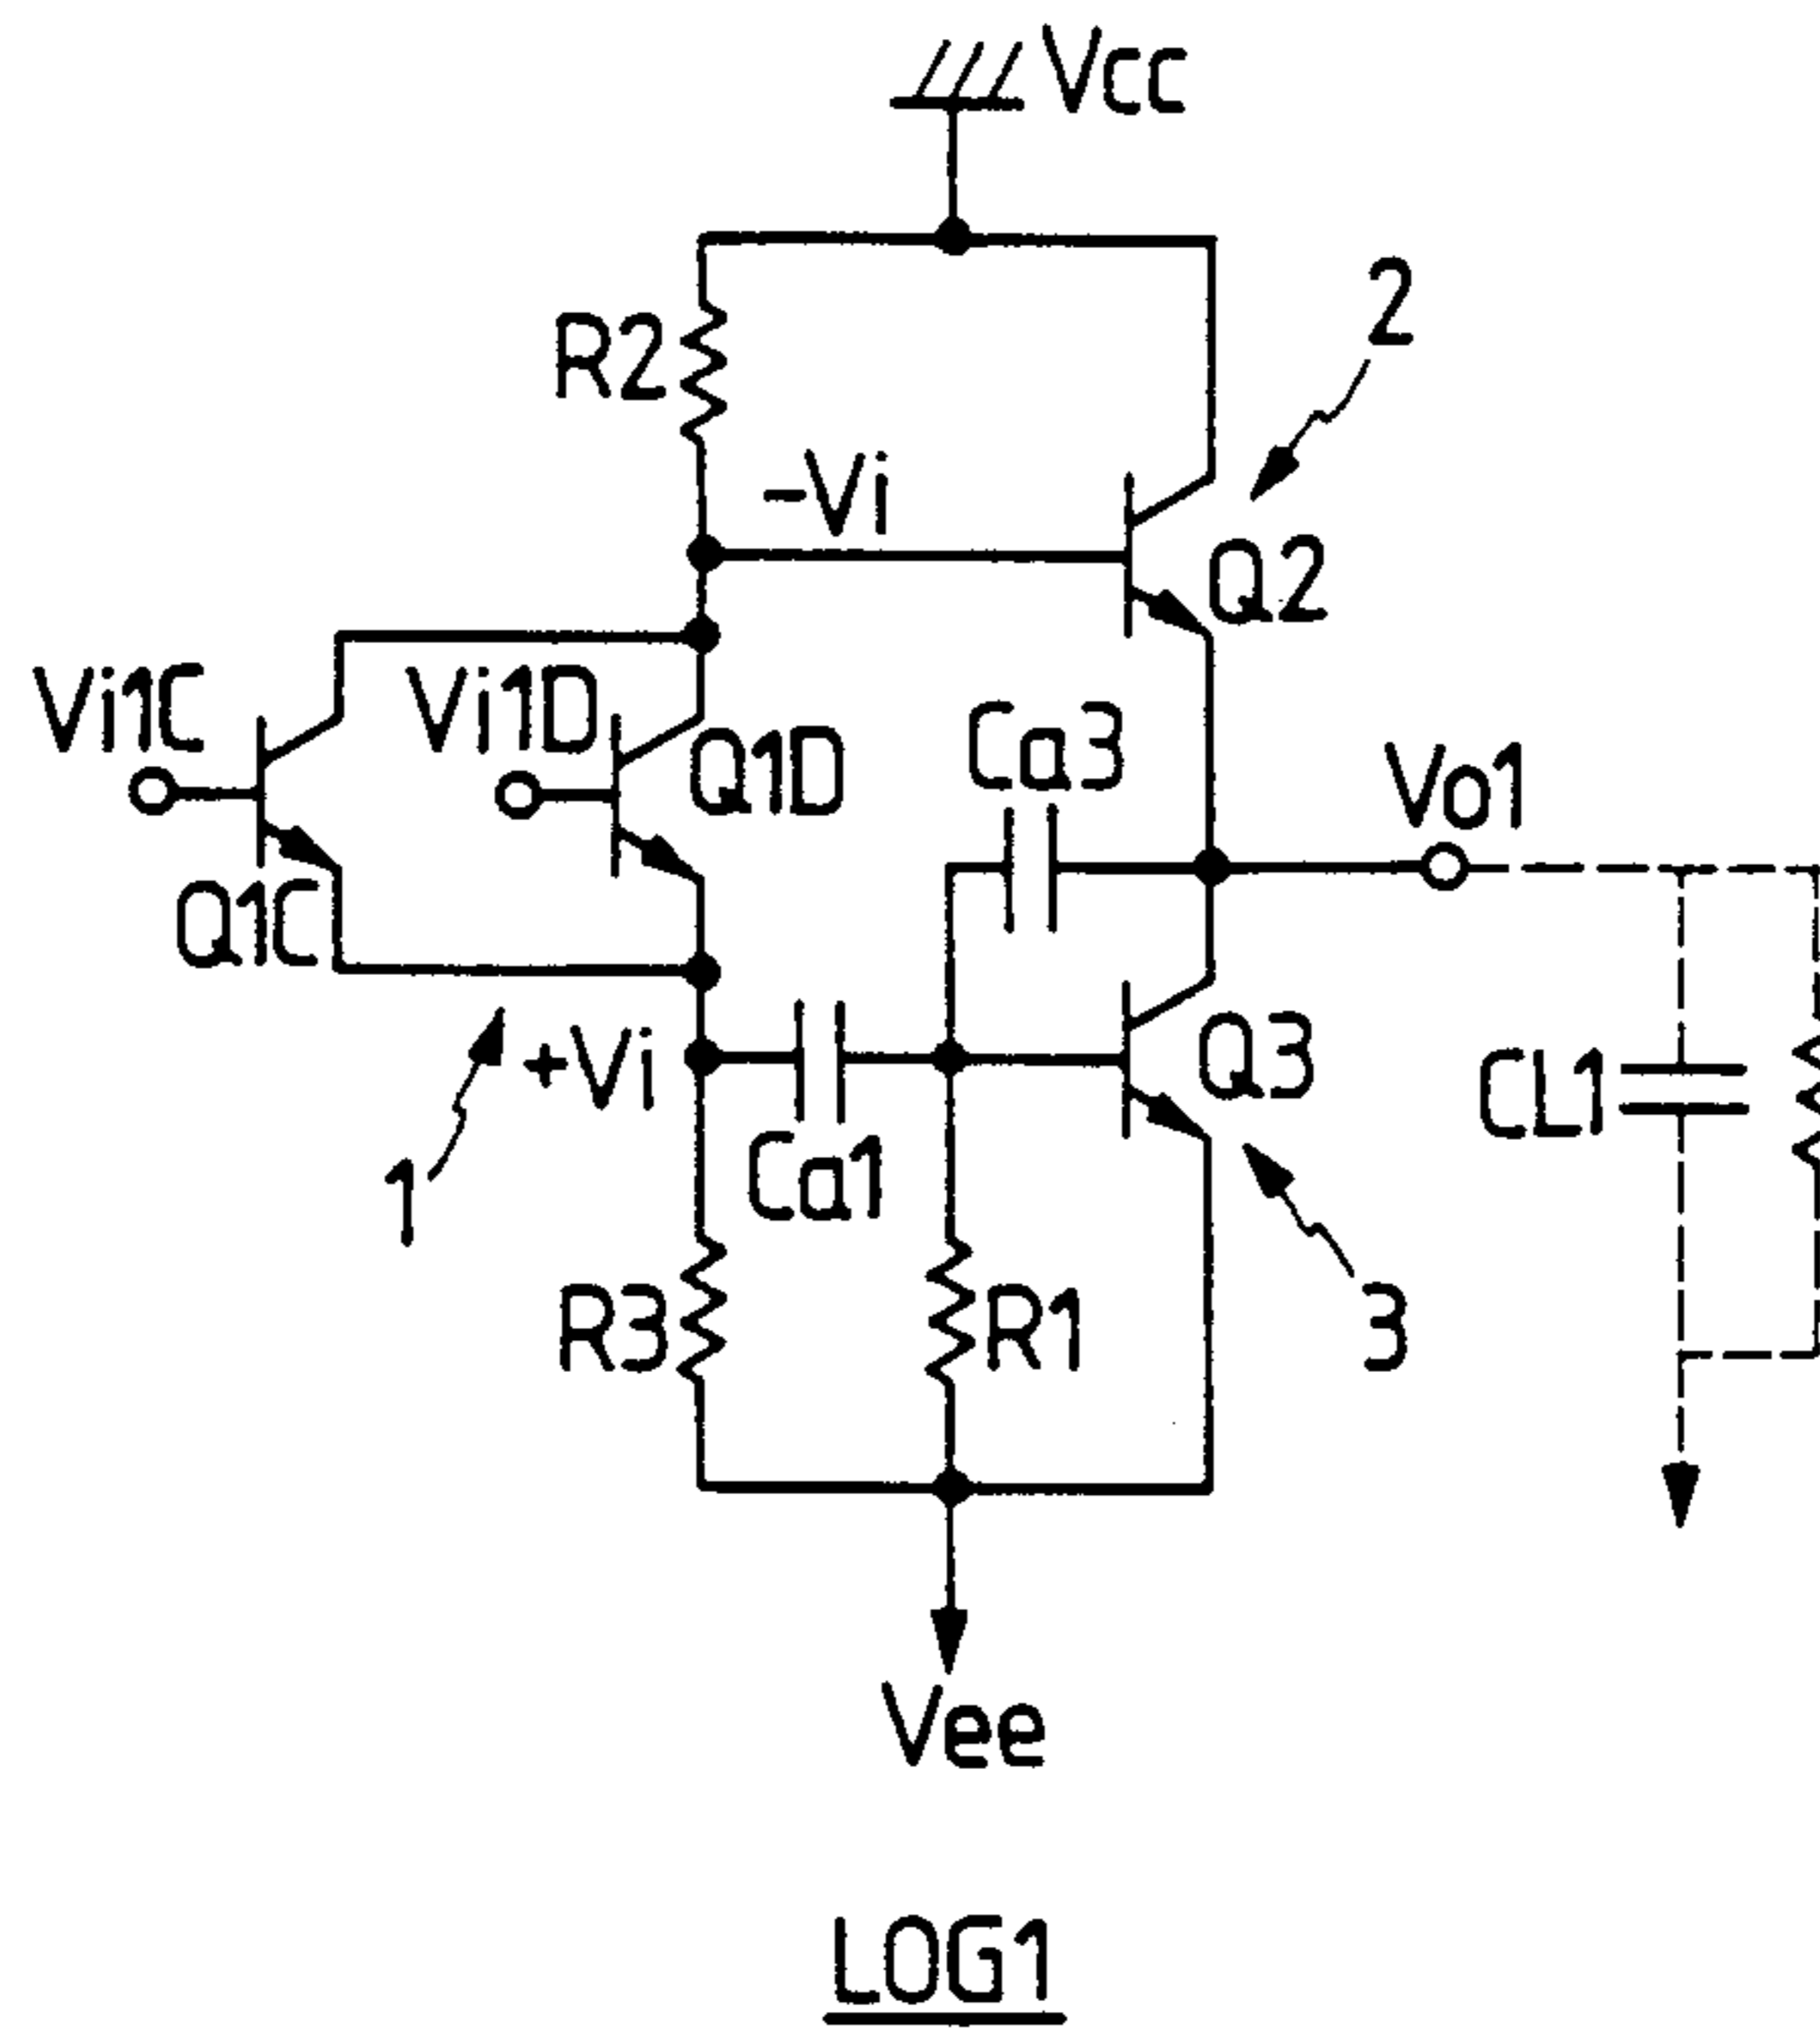 Vcc
2
R2
-Vi
Q2
Vi1C
Vi1D
Q1D
Ca3
Vo1
Q1C
Q3
+Vi
CL1
1
Ca1
R3
R1
3
Vee
LOG1